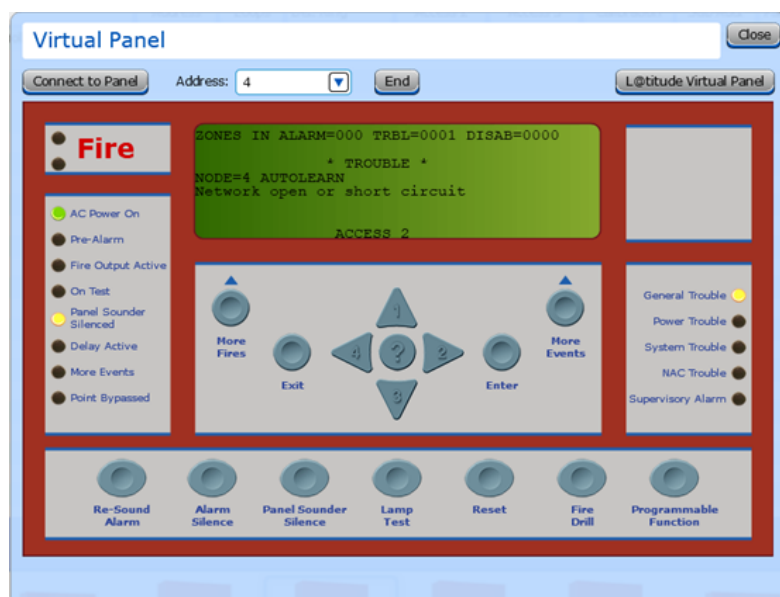 Virtual Panel
Close
Connect to Panel
Address:
4
End
L@titude Virtual Panel
Fire
ZONES IN ALARM=000 TRBL=0001 DISAB=0000
* TROUBLE *
NODE=4 AUTOLEARN
Network open or short circuit
ACCESS 2
AC Power On
Pre-Alarm
Fire Output Active
On Test
Panel Sounder
Silenced
Delay Active
More Events
Point Bypassed
More
Fires
Exit
1
4
?
2
3
Enter
More
Events
General Trouble
Power Trouble
System Trouble
NAC Trouble
Supervisory Alarm
Re-Sound
Alarm
Alarm
Silence
Panel Sounder
Silence
Lamp
Test
Reset
Fire
Drill
Programmable
Function